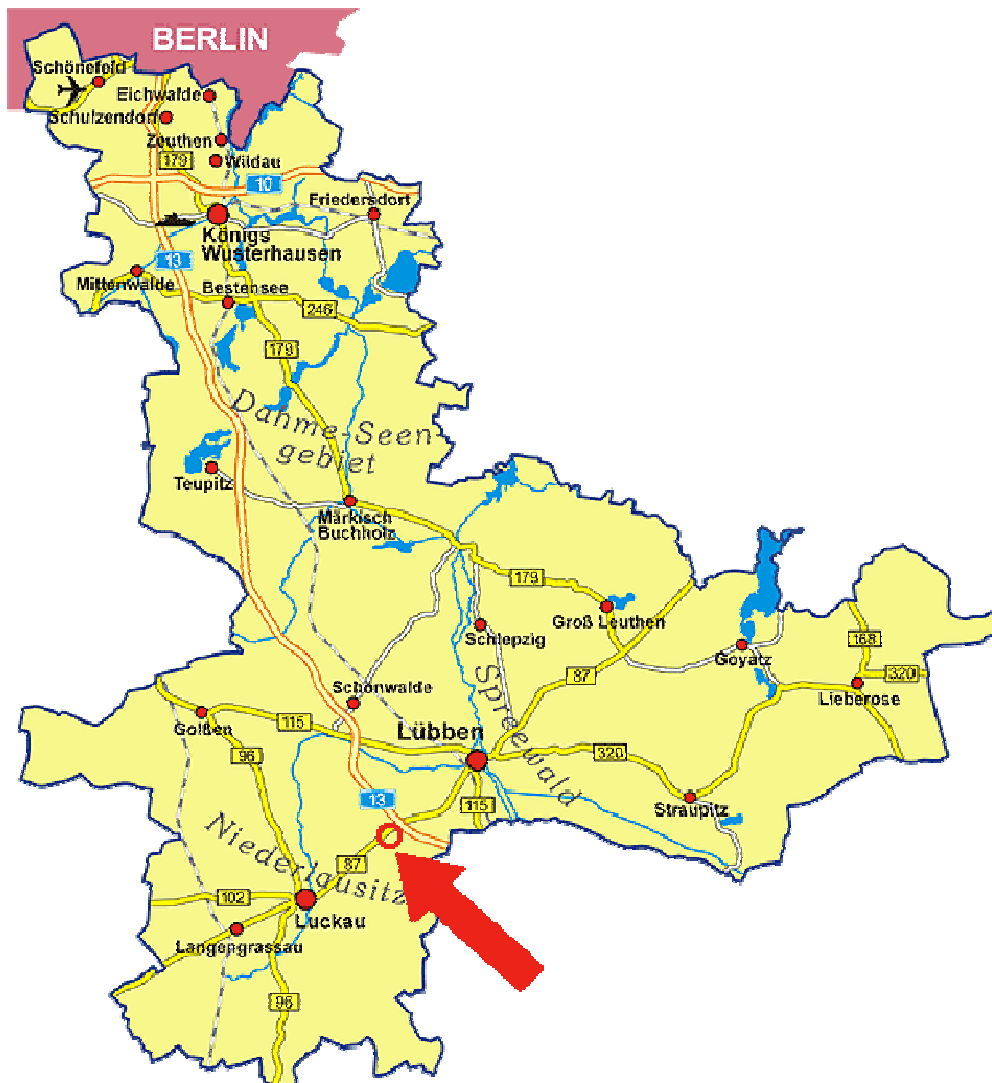 BERLIN
Schönefeld
Eichwalde
Schulzendorf
Zeuthen
179
Wildau
10
Friedersdorf
Königs
Wusterhausen
13
Mittenwalde
Bestensee
246
179
Dahme-Seen
gebiet
Teupitz
Märkisch
Buchholz
179
Groß Leuthen
Schlepzig
Goyatz
168
87
320
Lieberose
Schönwalde
Golßen
115
Lübben
Spreewald
96
320
13
115
Straupitz
Niederlausitz
87
102
Luckau
Langengrassau
96